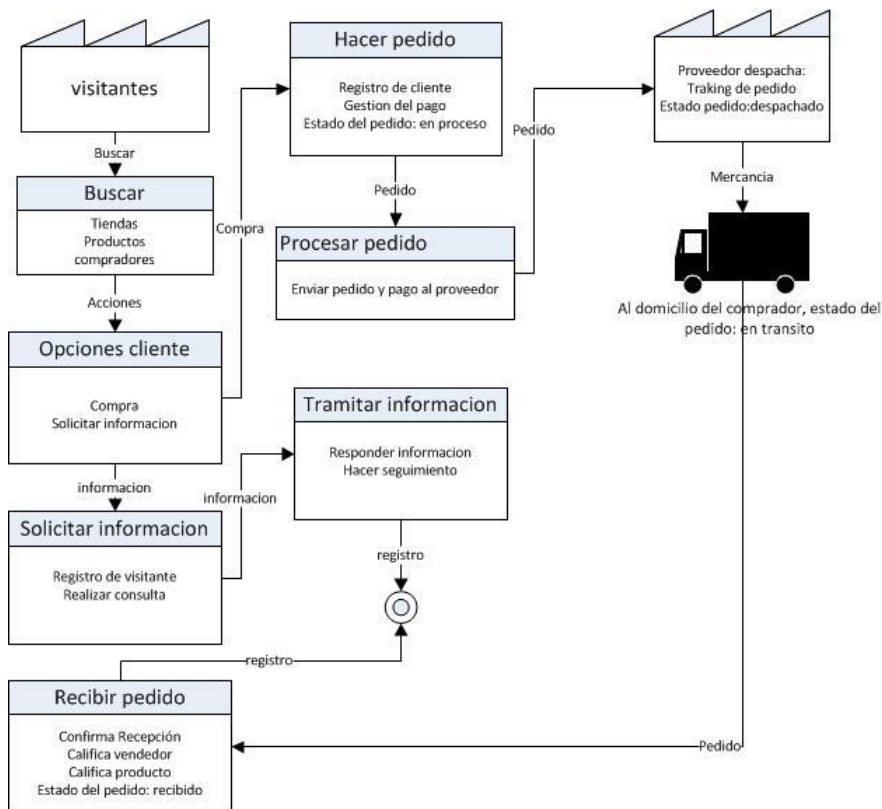 visitantes
Buscar
Buscar
Tiendas
Productos
compradores
Acciones
Opciones cliente
Compra
Solicitar informacion
informacion
Solicitar informacion
Registro de visitante
Realizar consulta
Compra
Hacer pedido
Registro de cliente
Gestion del pago
Estado del pedido: en proceso
Pedido
Procesar pedido
Enviar pedido y pago al proveedor
Pedido
Proveedor despacha:
Traking de pedido
Estado pedido:despachado
Mercancia
Al domicilio del comprador, estado del
pedido: en transito
informacion
Tramitar informacion
Responder informacion
Hacer seguimiento
registro
registro
Recibir pedido
Confirma Recepción
Califica vendedor
Califica producto
Estado del pedido: recibido
Pedido